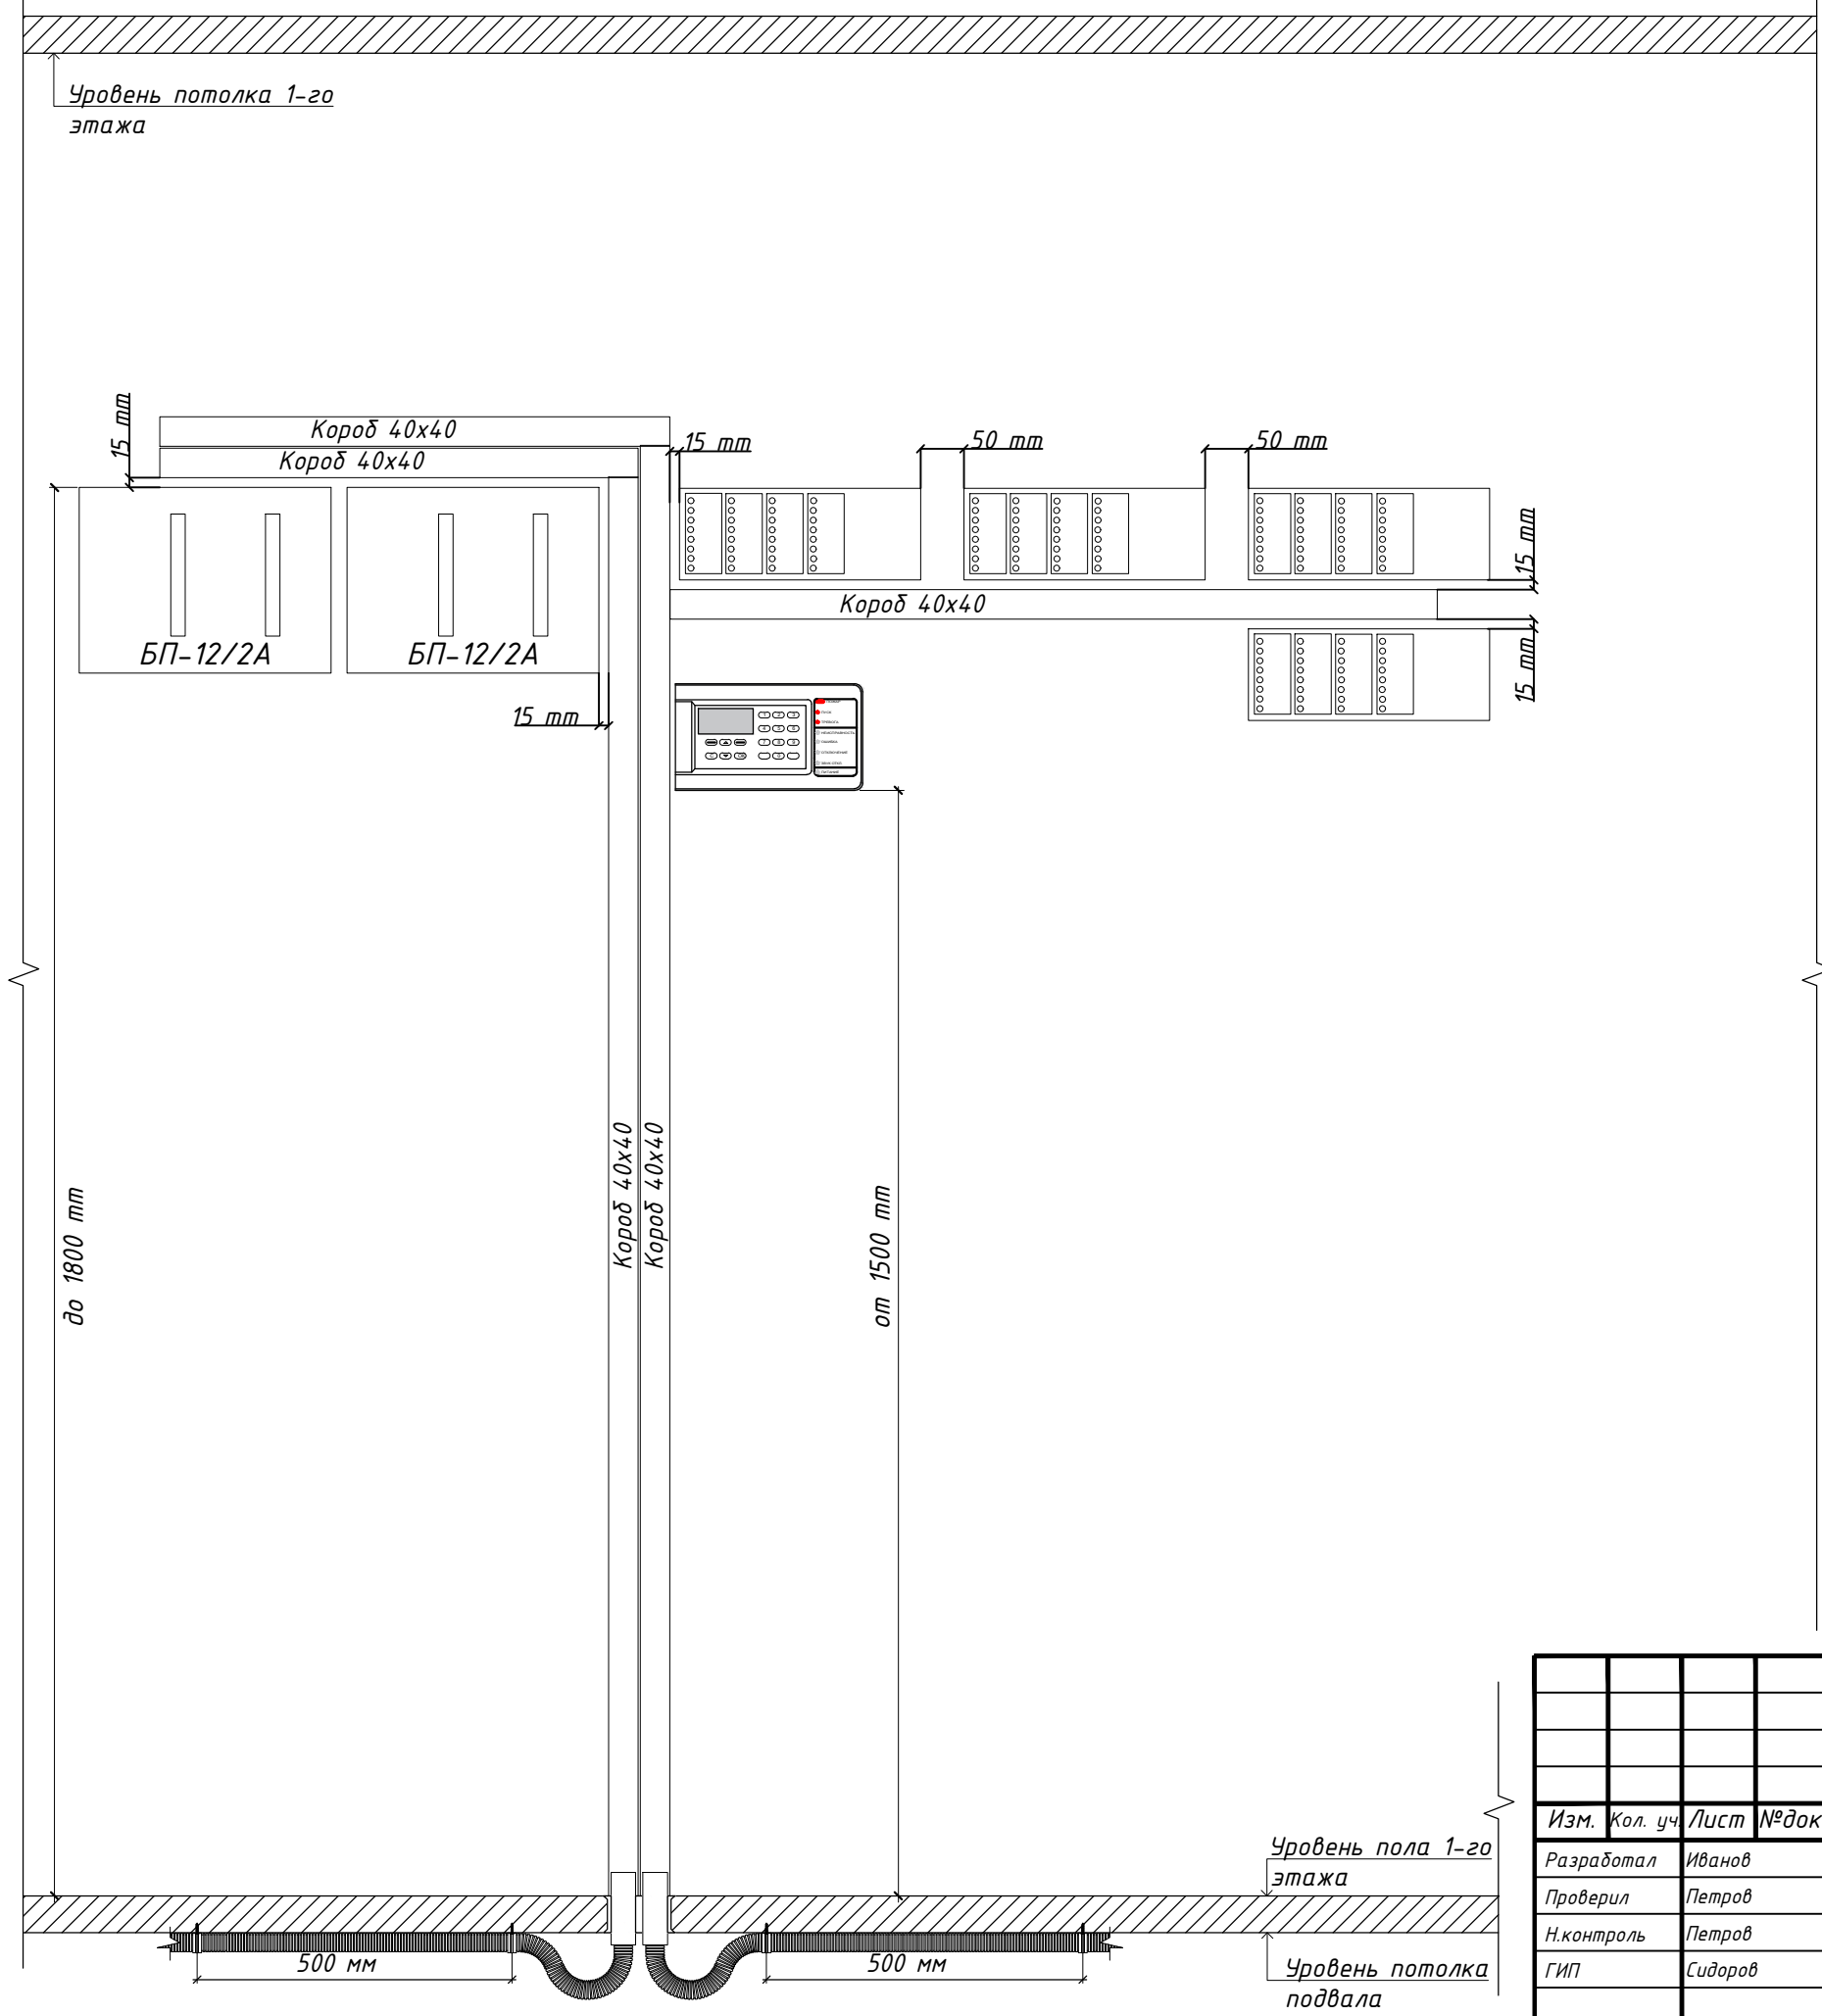 Уровень потолка 1-го
этажа
15 mm
Короб 40х40
Короб 40х40
15 mm
50 mm
50 mm
15 mm
Короб 40х40
15 mm
БП-12/2А
БП-12/2А
15 mm
НЕИСПРАВНОСТЬ
ОТКЛЮЧЕНИЕ
ПИТАНИЕ
до 1800 mm
Короб 40х40
Короб 40х40
от 1500 mm
Уровень пола 1-го
этажа
500 мм
500 мм
Уровень потолка
подвала
Изм. Кол. уч. Лист №док
Разработал Иванов
Проверил Петров
Н.контроль Петров
ГИП Сидоров